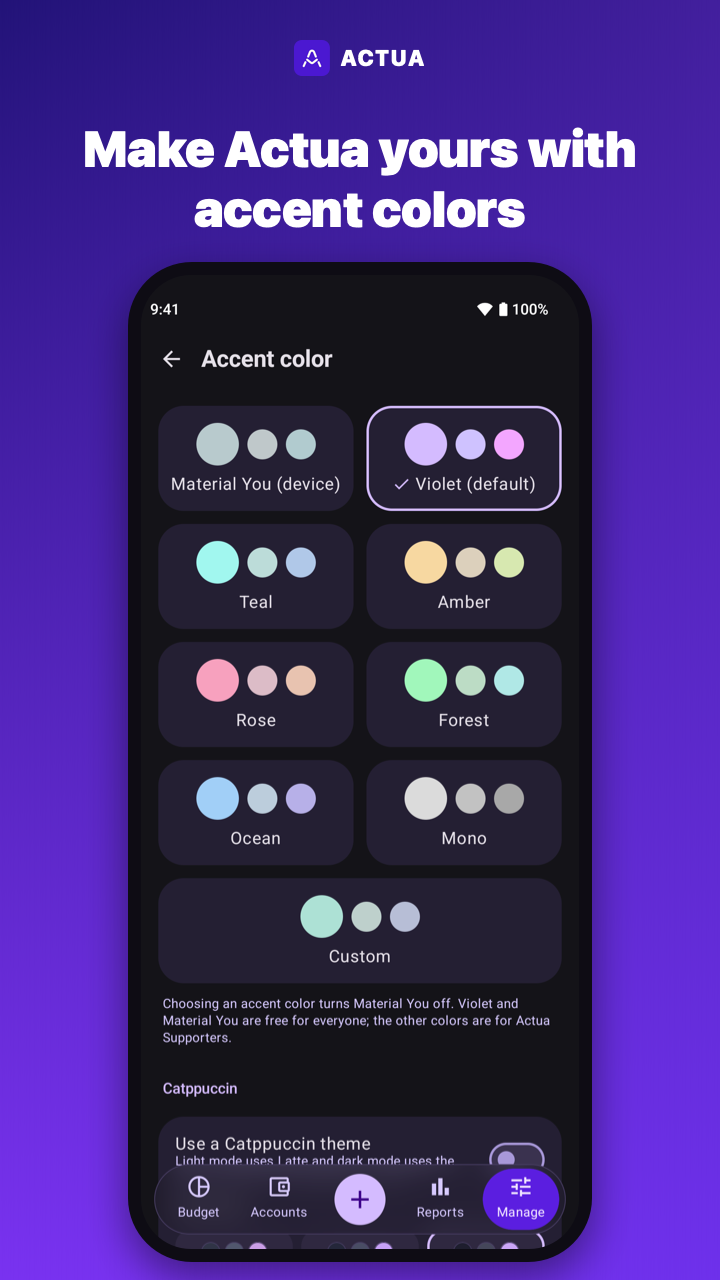 ACTUA
Make Actua yours with
accent colors
9:41
100%
Accent color
Material You (device)
Violet (default)
Teal
Amber
Rose
Forest
Ocean
Mono
Custom
Choosing an accent color turns Material You off. Violet and
Material You are free for everyone; the other colors are for Actua
Supporters.
Catppuccin
Use a Catppuccin theme
Light mode uses Latte and dark mode uses the
Budget
Accounts
Reports
Manage